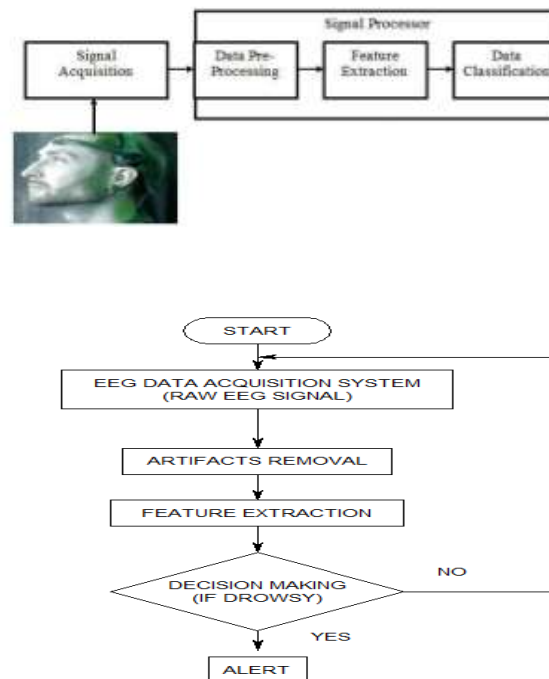 Signal Processor
Signal
Acquisition
Data Pre-
Processing
Feature
Extraction
Data
Classification
START
EEG DATA ACQUISITION SYSTEM
(RAW EEG SIGNAL)
ARTIFACTS REMOVAL
FEATURE EXTRACTION
DECISION MAKING
(IF DROWSY)
NO
YES
ALERT